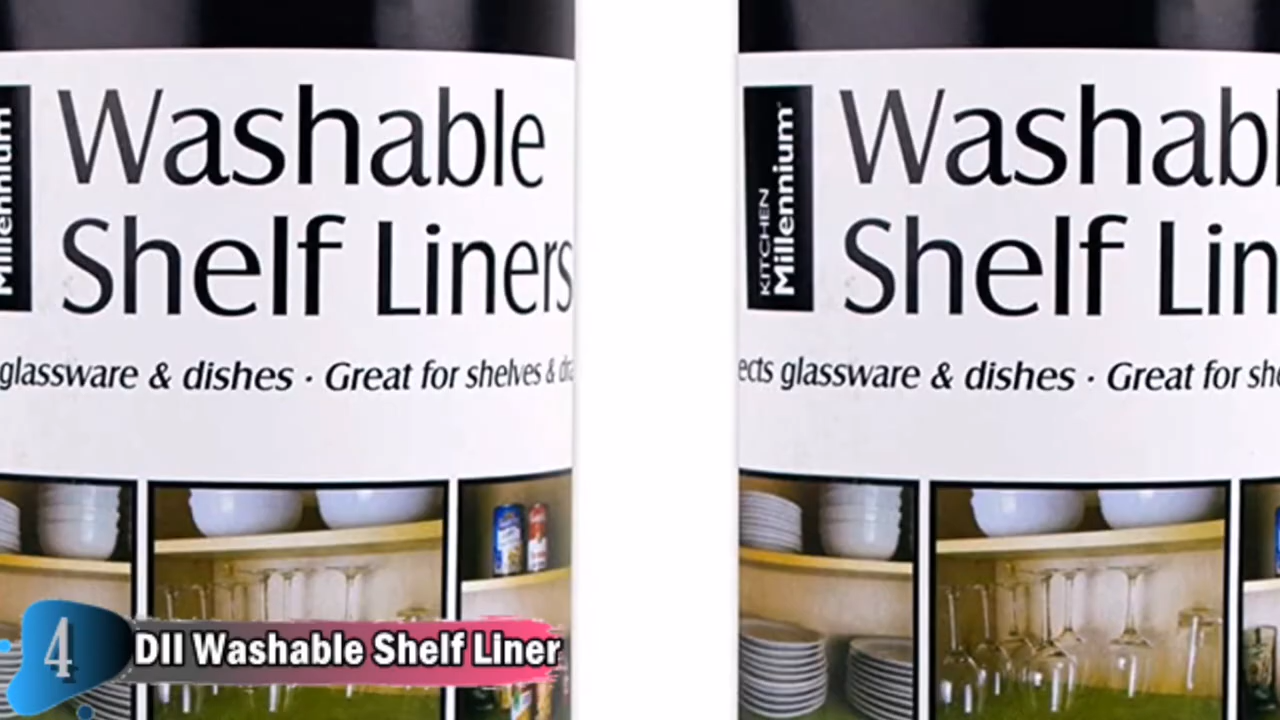 Millennium
Washable
Shelf Liners
glassware & dishes · Great for shelves &
KITCHEN
Millennium
Washab
Shelf Lin
ects glassware & dishes · Great for
4
DII Washable Shelf Liner